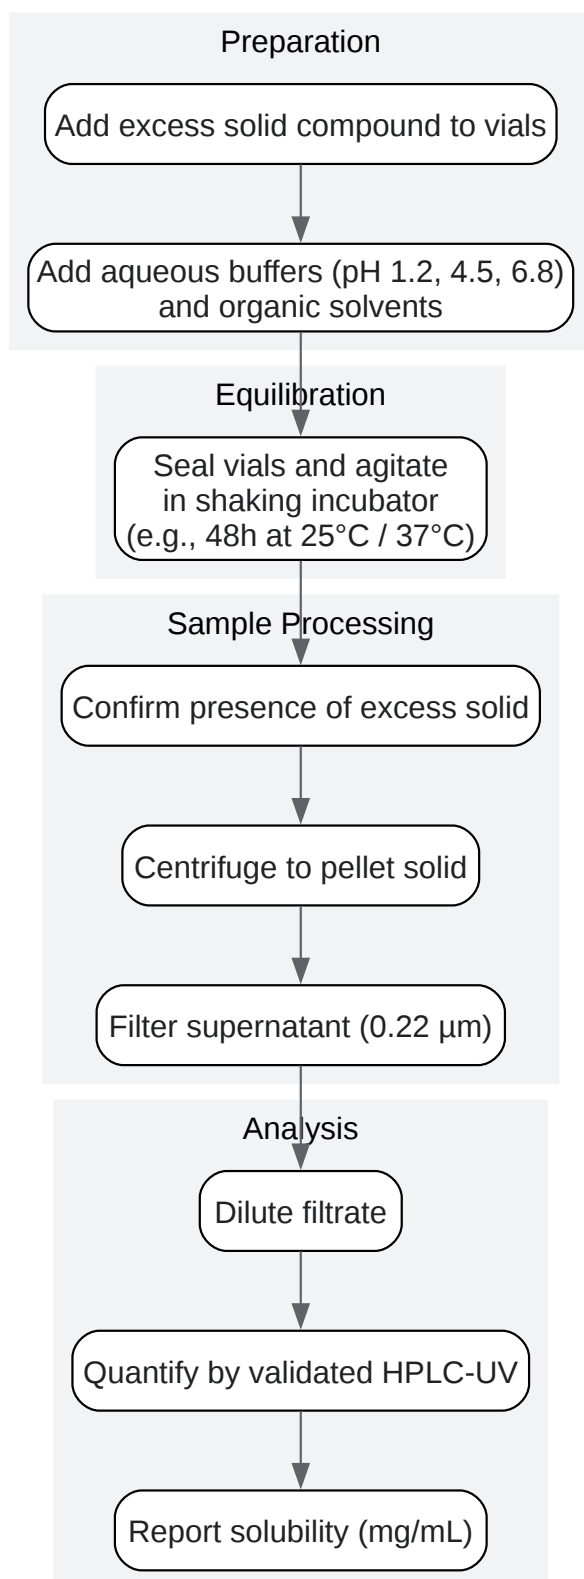 Preparation
Add excess solid compound to vials
Add aqueous buffers (pH 1.2, 4.5, 6.8)
and organic solvents
Equilibration
Seal vials and agitate
in shaking incubator
(e.g., 48h at 25°C / 37°C)
Sample Processing
Confirm presence of excess solid
Centrifuge to pellet solid
Filter supernatant (0.22 µm)
Analysis
Dilute filtrate
Quantify by validated HPLC-UV
Report solubility (mg/mL)